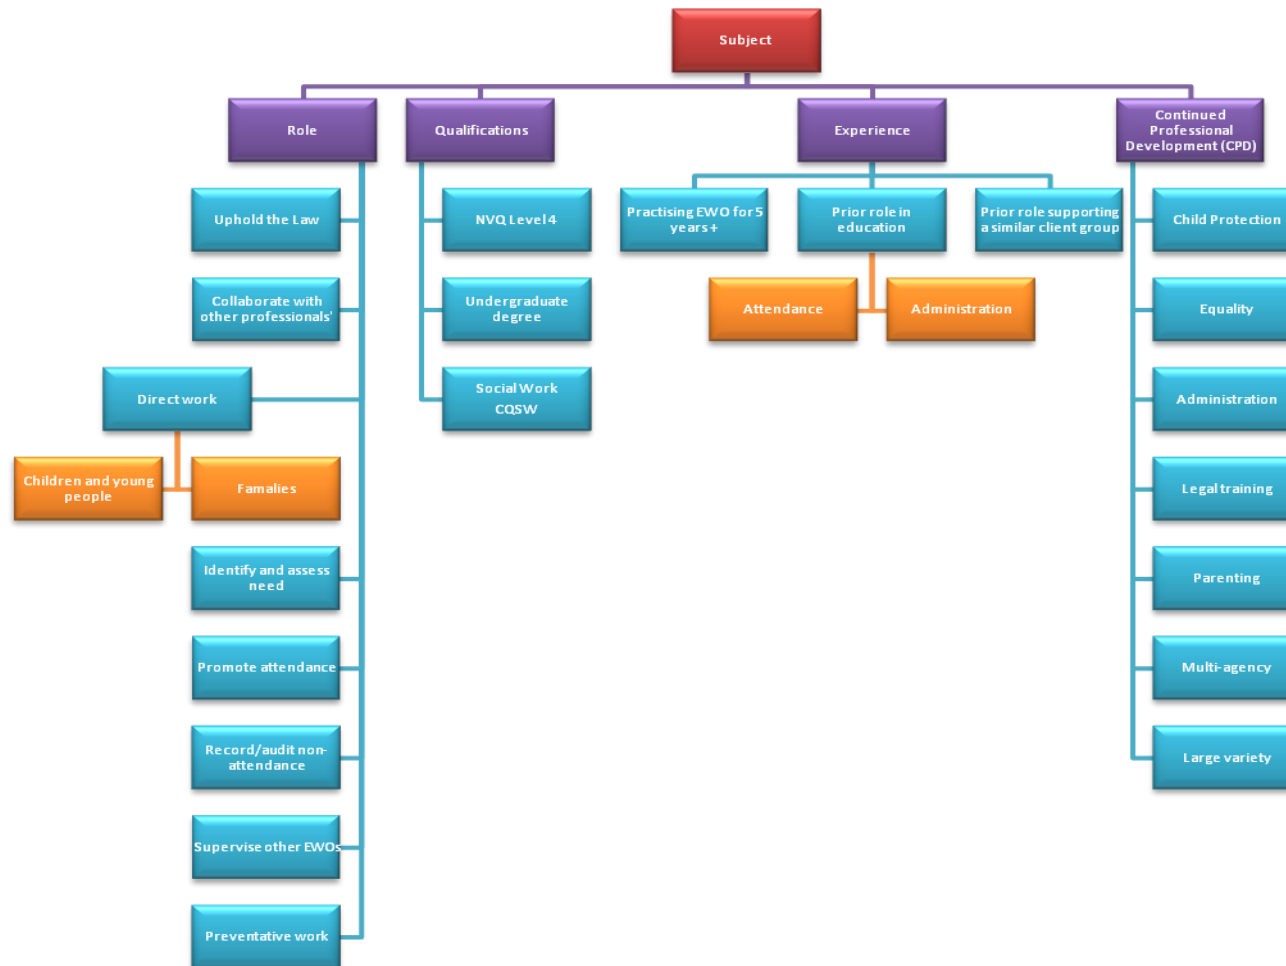 Subject
Role
Qualifications
Experience
Continued
Professional
Development (CPD)
Uphold the Law
Collaborate with
other professionals'
Direct work
Children and young
people
Famalies
Identify and assess
need
Promote attendance
Record/audit non-
attendance
Supervise other EWOs
Preventative work
NVQ Level 4
Undergraduate
degree
Social Work
CQSW
Practising EWO for 5
years +
Prior role in
education
Prior role supporting
a similar client group
Attendance
Administration
Child Protection
Equality
Administration
Legal training
Parenting
Multi-agency
Large variety